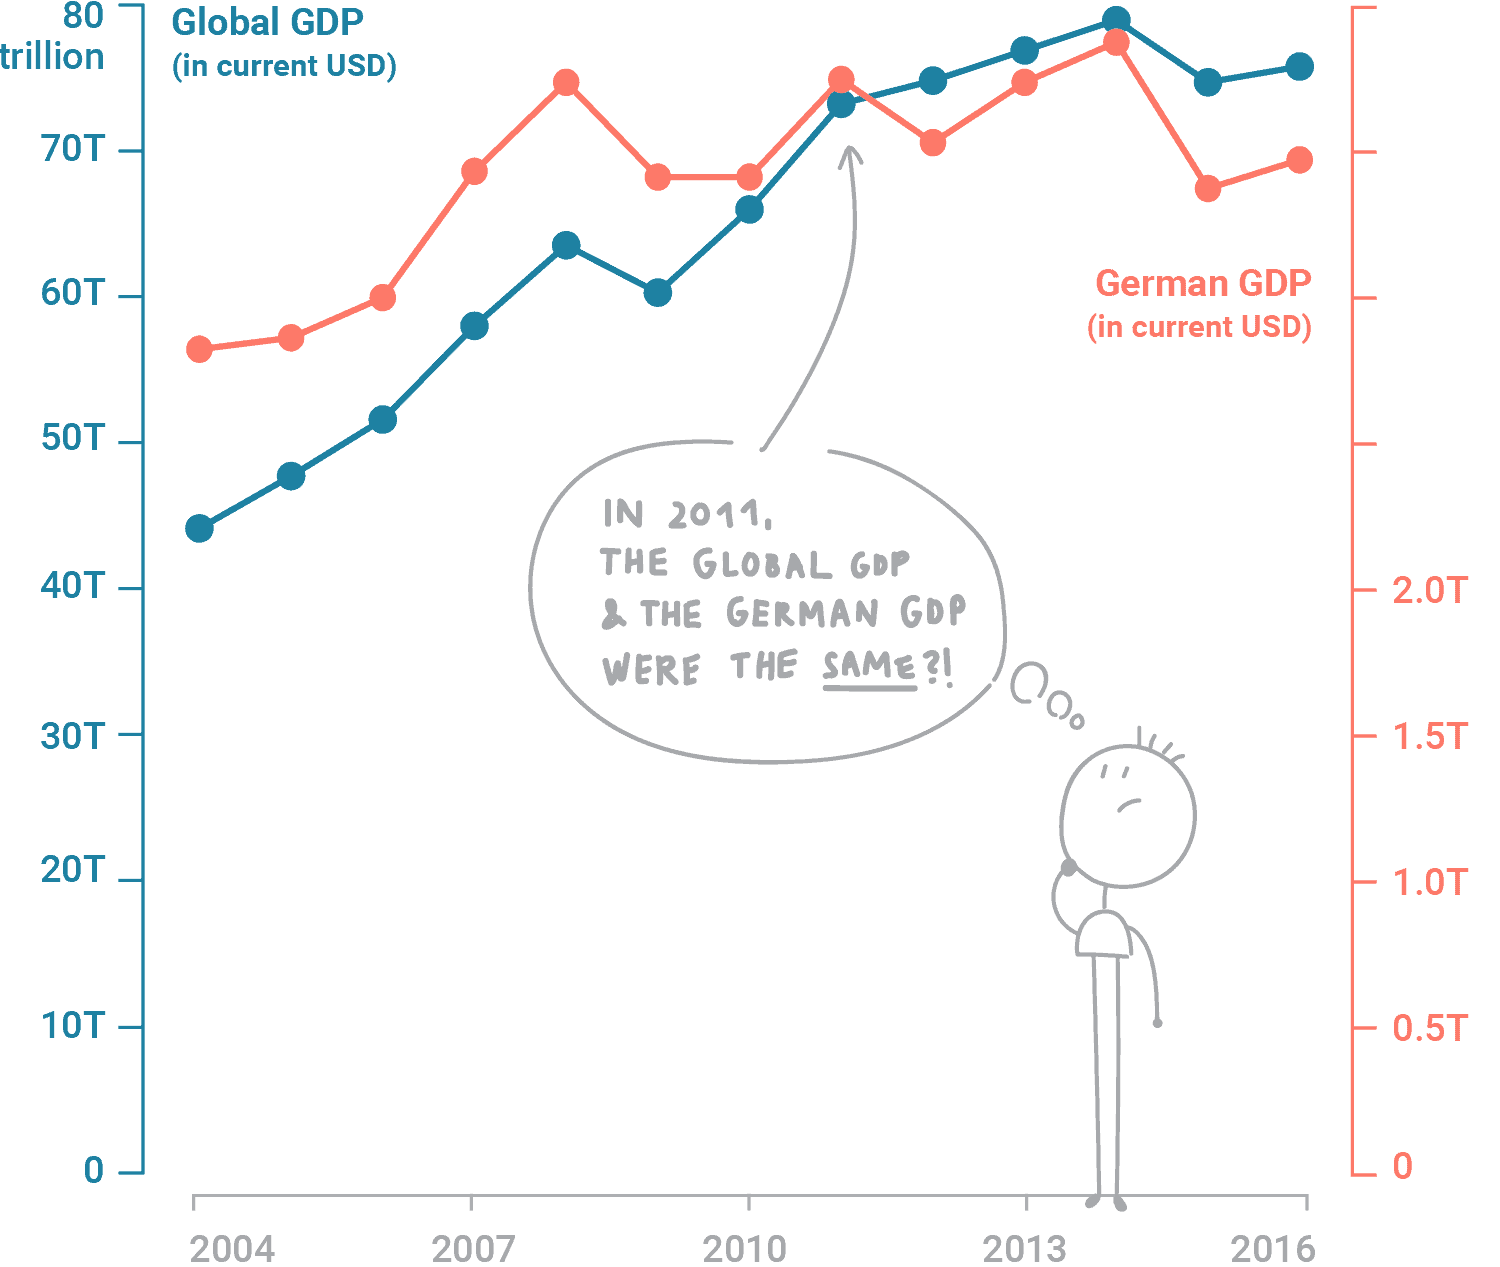 80
trillion
70T
60T
50T
40T
30T
20T
10T
0
Global GDP
(in current USD)
German GDP
(in current USD)
IN 2011,
THE GLOBAL GDP
& THE GERMAN GDP
WERE THE SAME?!
2.0T
1.5T
1.0T
0.5T
0
2004 2007 2010 2013 2016